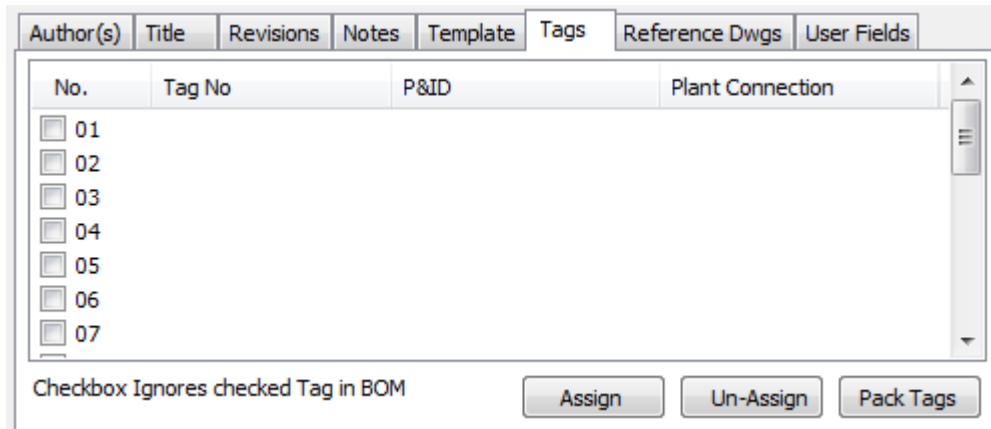 Author(s) Title Revisions Notes Template Tags Reference Dwgs User Fields
No. Tag No P&ID Plant Connection
01
02
03
04
05
06
07
Checkbox Ignores checked Tag in BOM
Assign Un-Assign Pack Tags